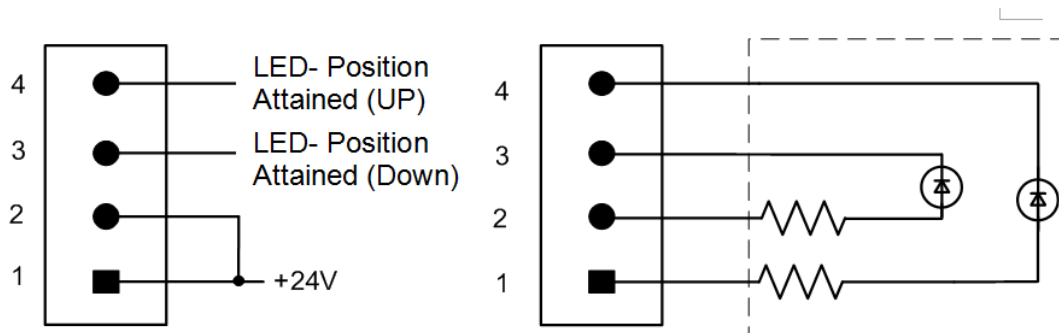 4
LED- Position
Attained (UP)
3
LED- Position
Attained (Down)
2
1
+24V
4
3
2
1